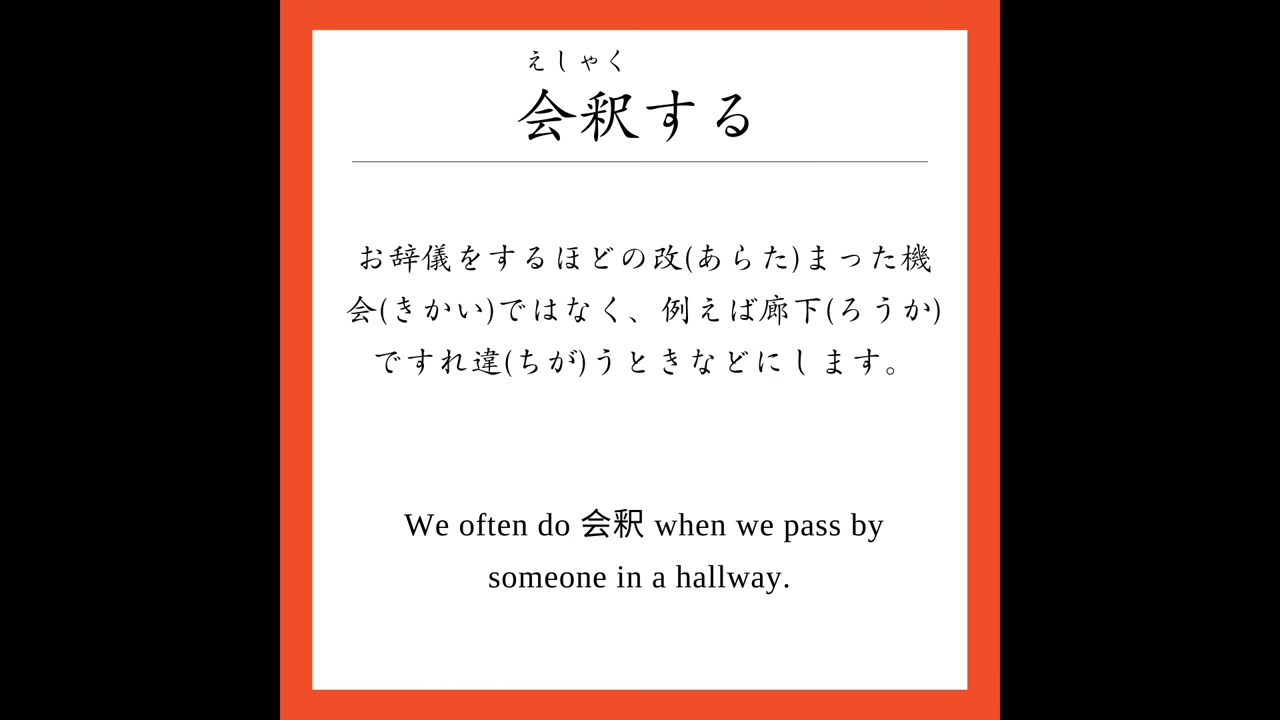 えしゃく
会釈する
お辞儀をするほどの改(あらた)まった機
会(きかい)ではなく、例えば廊下(ろうか)
ですれ違(ちが)うときなどにします。
We often do 会釈 when we pass by
someone in a hallway.